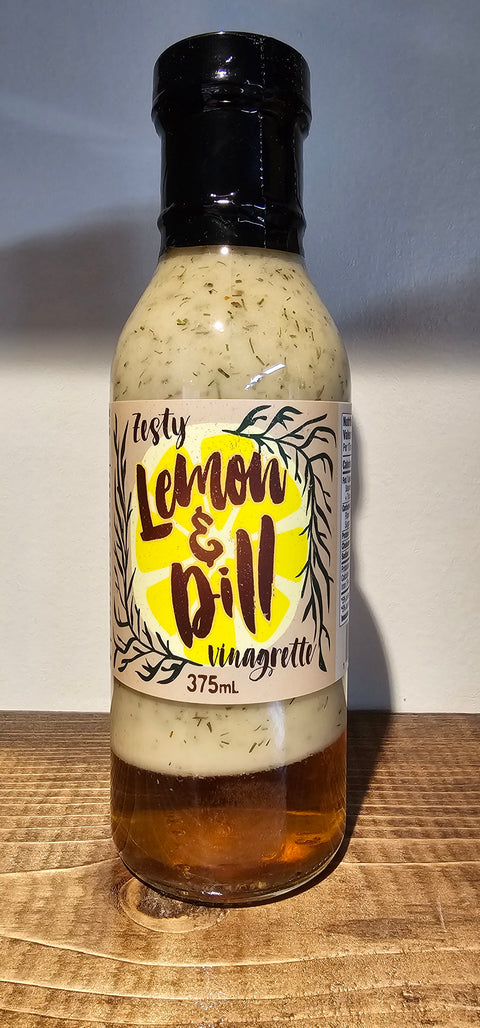 Zesty
Lemon
&
Dill
vinagrette
375mL